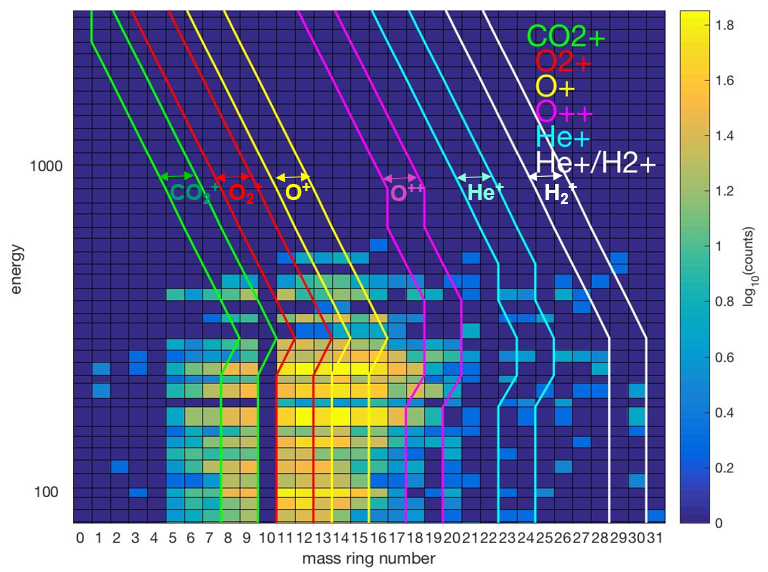 CO2+
O2+
O+
O++
He+
He+/H2+
CO₂⁺
O₂⁺
O⁺
O⁺⁺
He⁺
H₂⁺
1000
100
energy
0 1 2 3 4 5 6 7 8 9 10 11 12 13 14 15 16 17 18 19 20 21 22 23 24 25 26 27 28 29 30 31
mass ring number
1.8
1.6
1.4
1.2
1
0.8
0.6
0.4
0.2
0
log₁₀(counts)